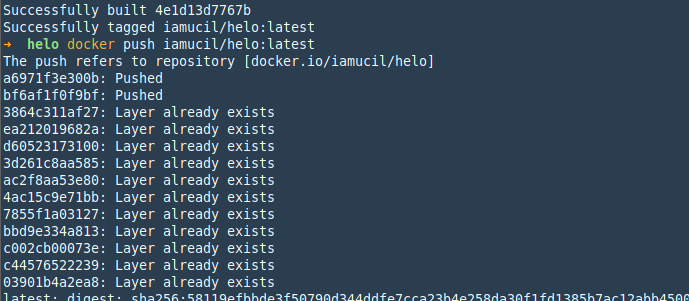 Successfully built 4e1d13d7767b
Successfully tagged iamucil/helo:latest
➜  helo docker push iamucil/helo:latest
The push refers to repository [docker.io/iamucil/helo]
a6971f3e300b: Pushed
bf6af1f0f9bf: Pushed
3864c311af27: Layer already exists
ea212019682a: Layer already exists
d60523173100: Layer already exists
3d261c8aa585: Layer already exists
ac2f8aa53e80: Layer already exists
4ac15c9e71bb: Layer already exists
7855f1a03127: Layer already exists
bbd9e334a813: Layer already exists
c002cb00073e: Layer already exists
c44576522239: Layer already exists
03901b4a2ea8: Layer already exists
latest: digest: